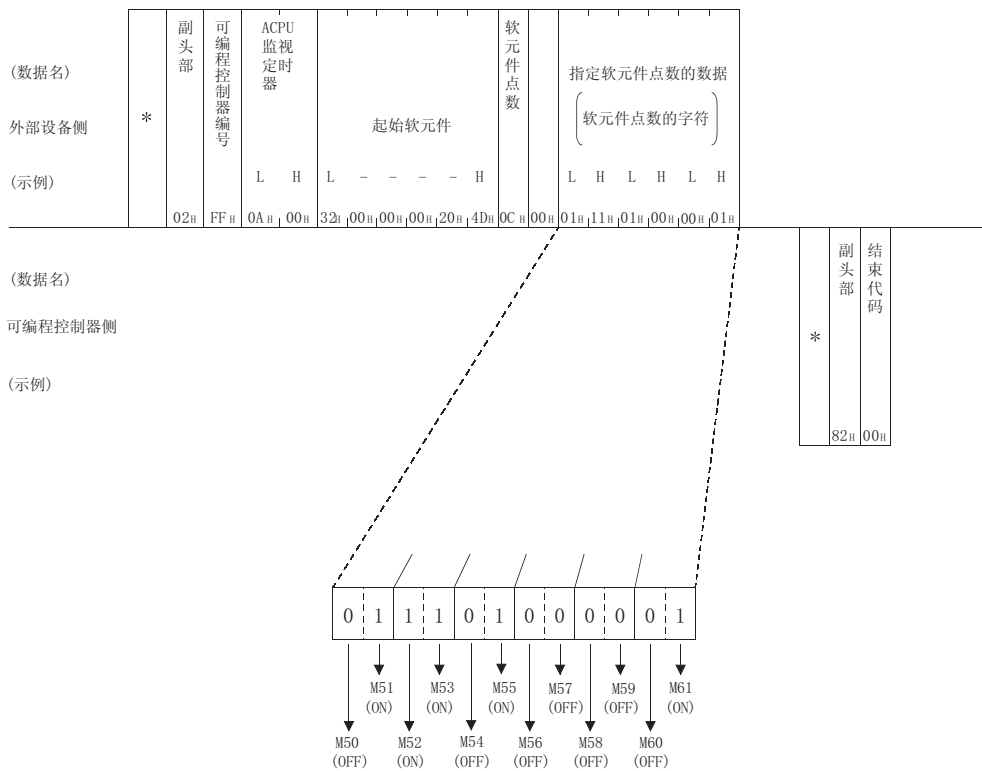 (数据名)
外部设备侧
(示例)
*
副头部
02H
可编程控制器编号
FFH
ACPU
监视
定时
器
L H
0AH 00H
起始软元件
L - - - - H
32H 00H 00H 00H 20H 4DH
软元件点数
0CH 00H
指定软元件点数的数据
软元件点数的字符
L H L H L H
01H 11H 01H 00H 00H 01H
(数据名)
可编程控制器侧
(示例)
*
副头部
82H
结束代码
00H
0 1 1 1 0 1 0 0 0 0 0 1
M51 M53 M55 M57 M59 M61
(ON) (ON) (ON) (OFF) (OFF) (ON)
M50 M52 M54 M56 M58 M60
(OFF) (ON) (OFF) (OFF) (OFF) (OFF)